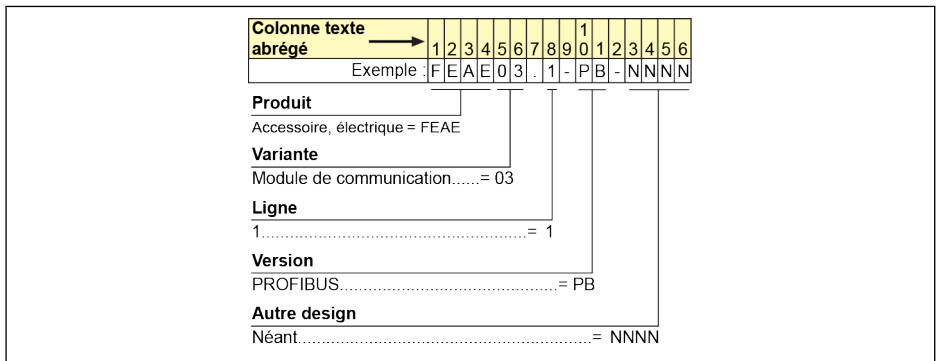 Colonne texte
abrégé 1 2 3 4 5 6 7 8 9 10 1 2 3 4 5 6
Exemple : F E A E 0 3 . 1 - P B - N N N N
Produit
Accessoire, électrique = FEAE
Variante
Module de communication......= 03
Ligne
1....................................................= 1
Version
PROFIBUS...........................................= PB
Autre design
Néant.........................................................= NNNN